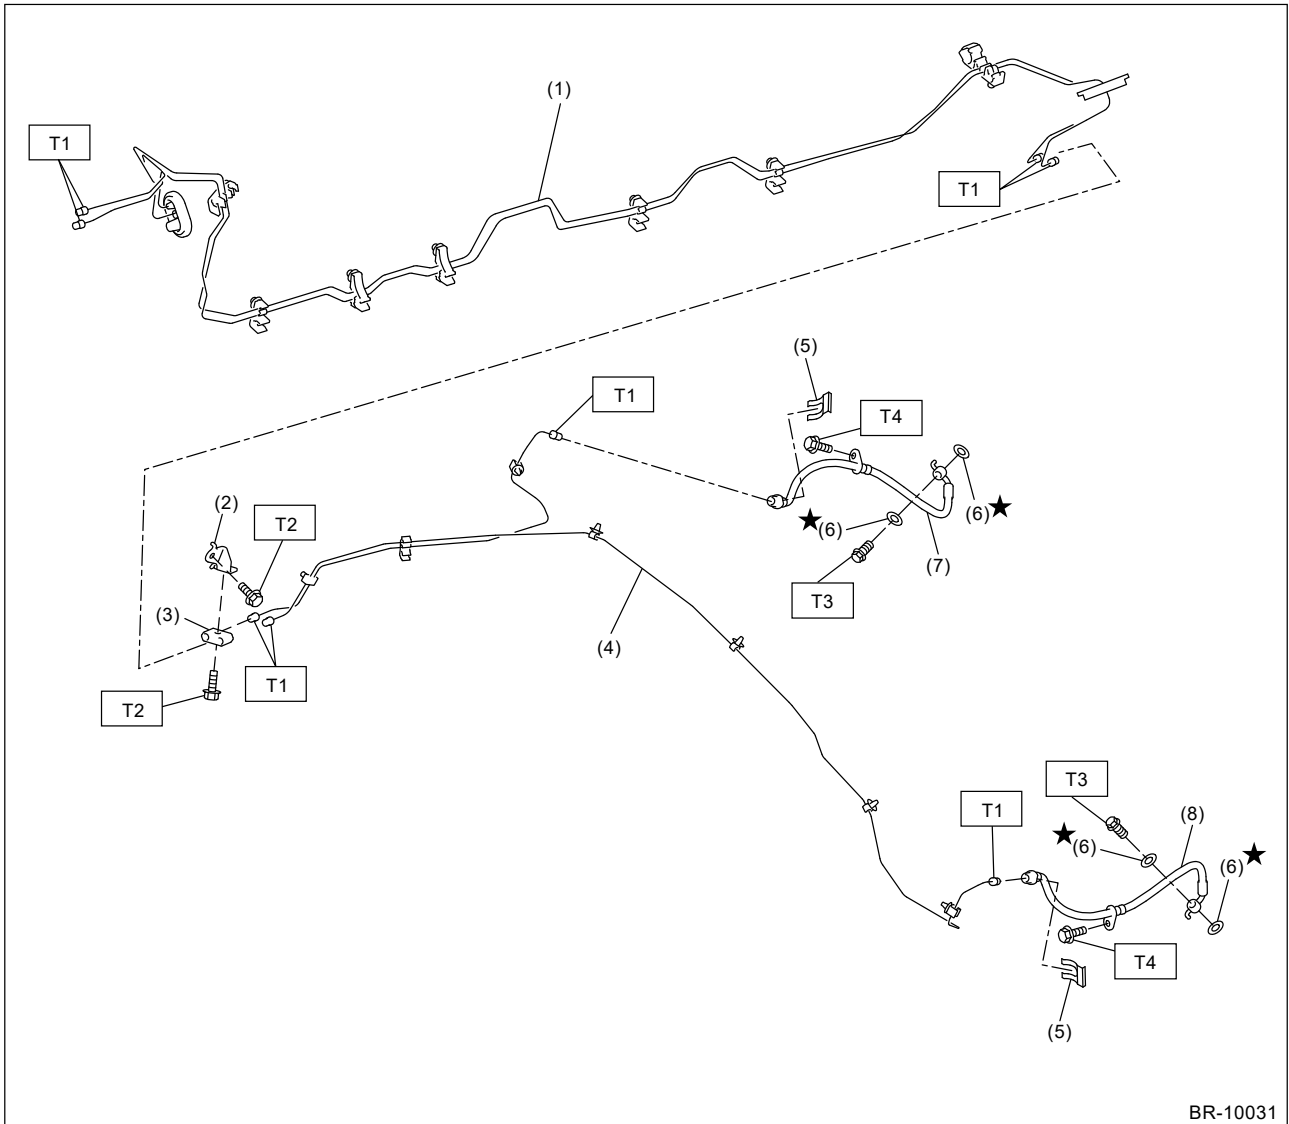 (1)
T1
T1
(5)
T1
T4
(2)
T2
★(6)
(6)★
(7)
T3
(3)
(4)
T1
T2
T3
T1
(8)
★(6)
(6)★
T4
(5)
BR-10031